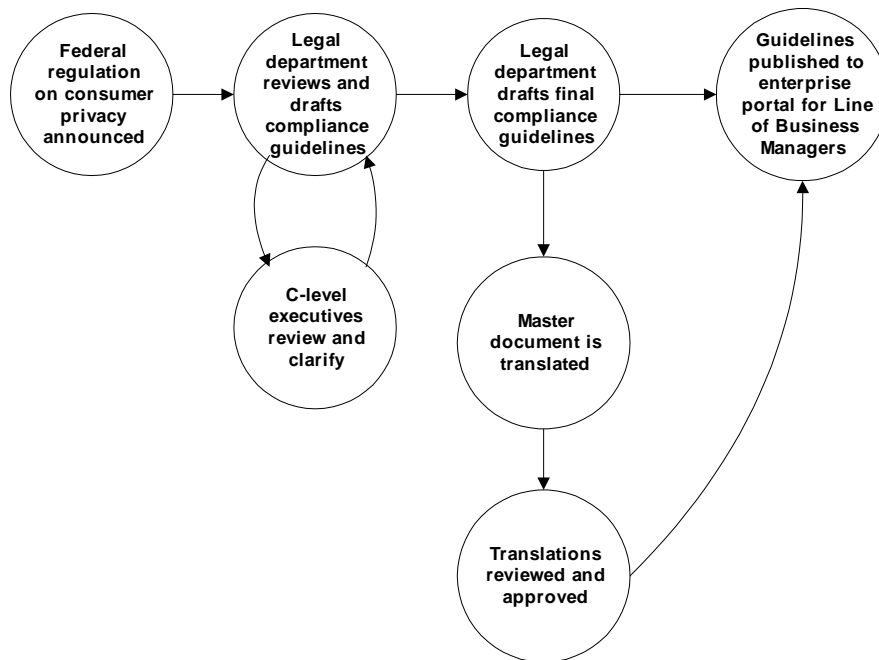 Federal
regulation
on consumer
privacy
announced
Legal
department
reviews and
drafts
compliance
guidelines
Legal
department
drafts final
compliance
guidelines
Guidelines
published to
enterprise
portal for Line
of Business
Managers
C-level
executives
review and
clarify
Master
document is
translated
Translations
reviewed and
approved